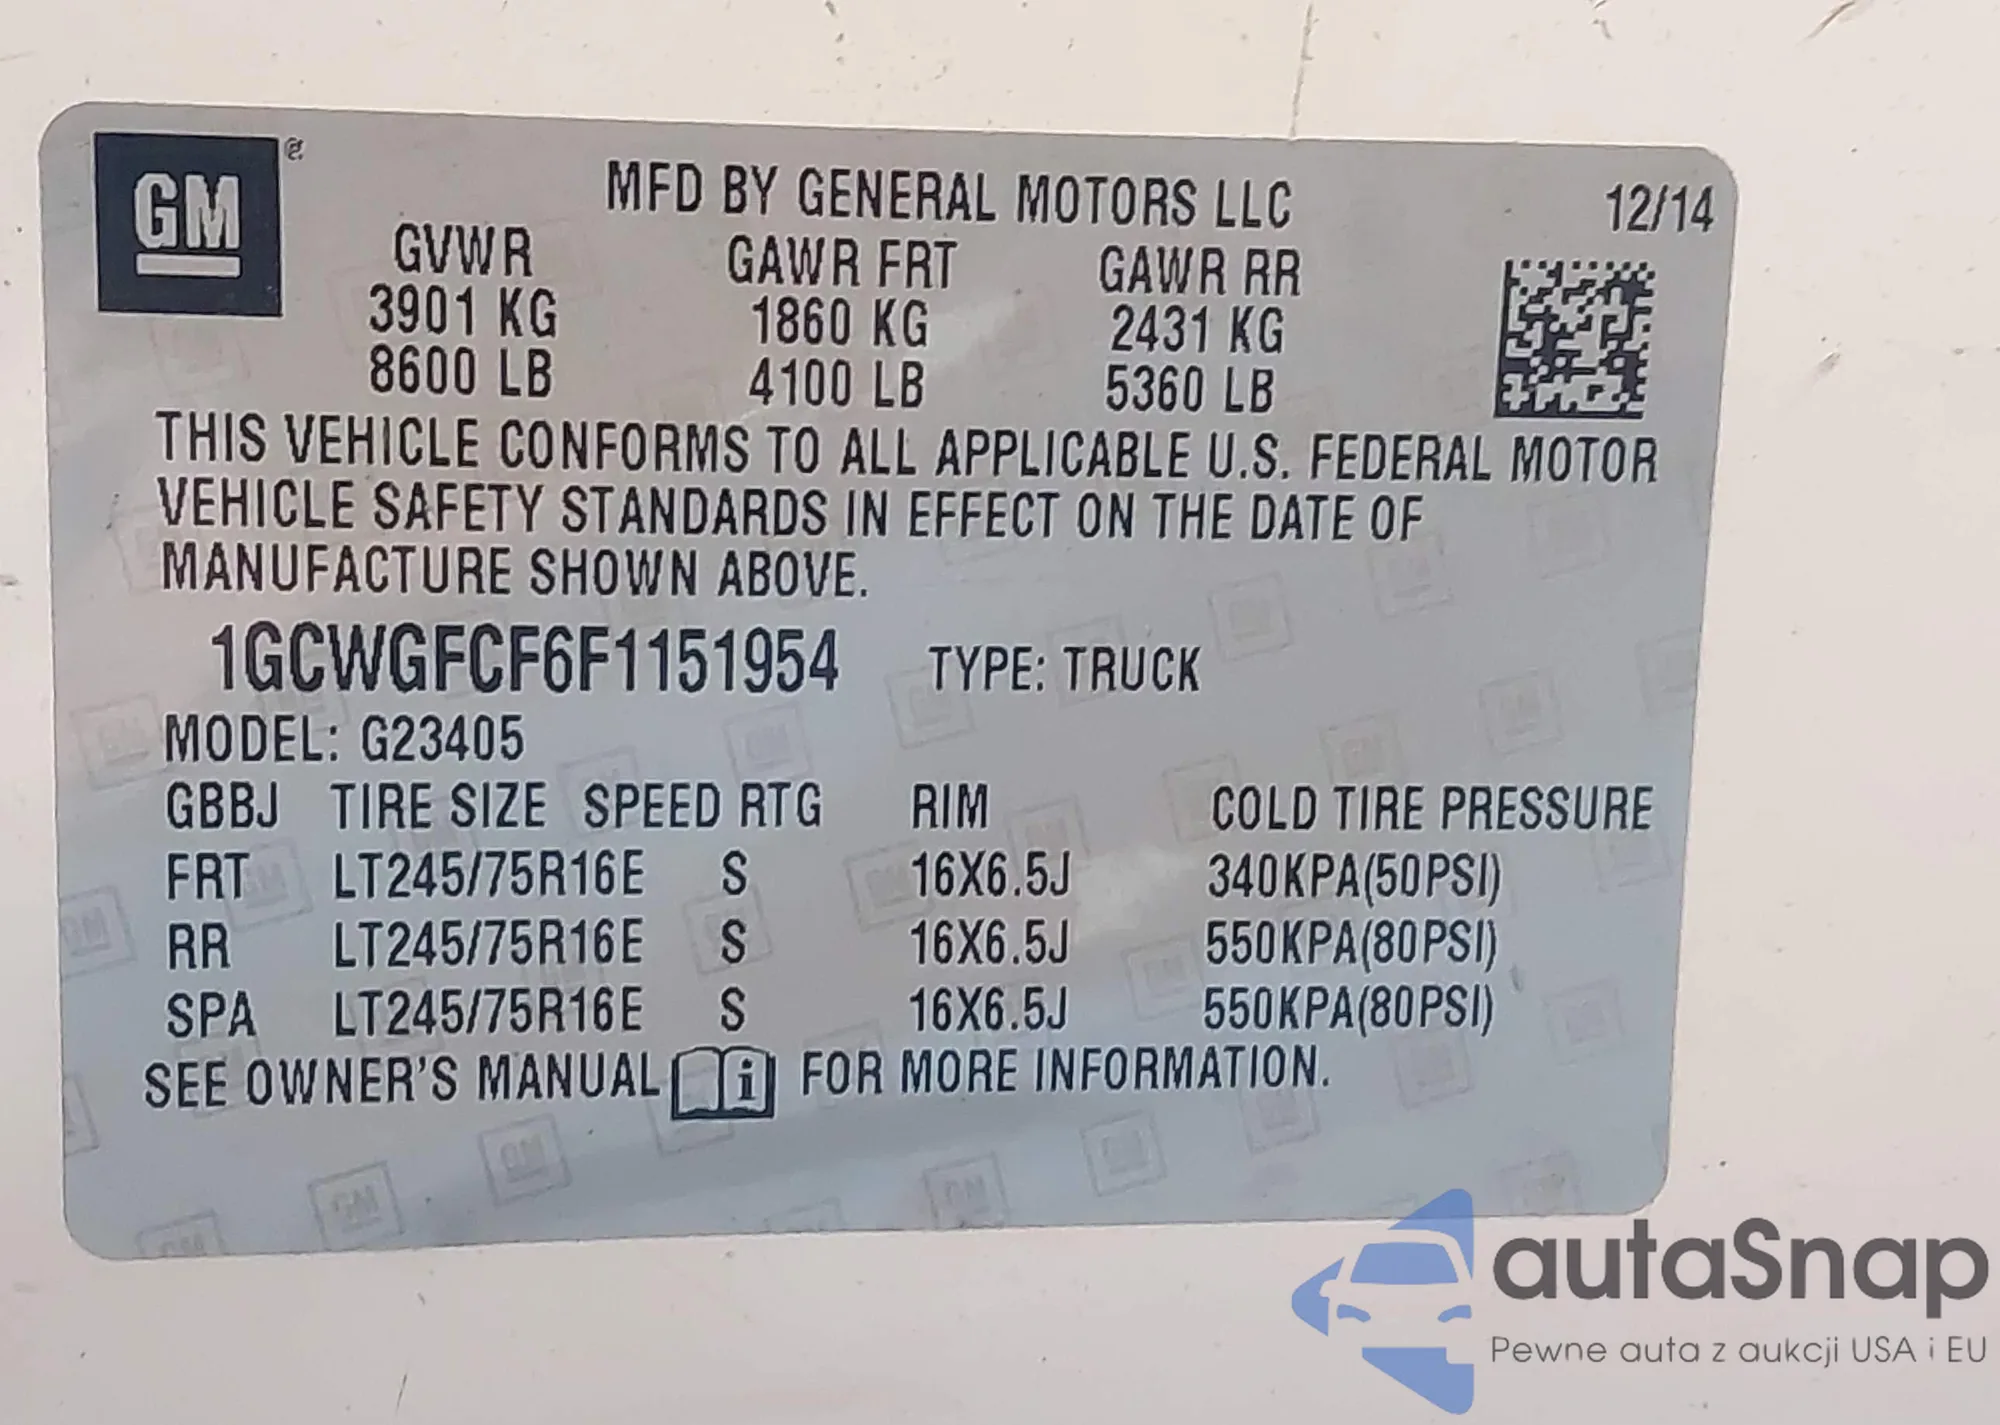 GM®
MFD BY GENERAL MOTORS LLC 12/14
GVWR GAWR FRT GAWR RR
3901 KG 1860 KG 2431 KG
8600 LB 4100 LB 5360 LB
THIS VEHICLE CONFORMS TO ALL APPLICABLE U.S. FEDERAL MOTOR
VEHICLE SAFETY STANDARDS IN EFFECT ON THE DATE OF
MANUFACTURE SHOWN ABOVE.
1GCWGFCF6F1151954 TYPE: TRUCK
MODEL: G23405
GBBJ TIRE SIZE SPEED RTG RIM COLD TIRE PRESSURE
FRT LT245/75R16E S 16X6.5J 340KPA(50PSI)
RR LT245/75R16E S 16X6.5J 550KPA(80PSI)
SPA LT245/75R16E S 16X6.5J 550KPA(80PSI)
SEE OWNER'S MANUAL i FOR MORE INFORMATION.
autaSnap
Pewne auta z aukcji USA i EU